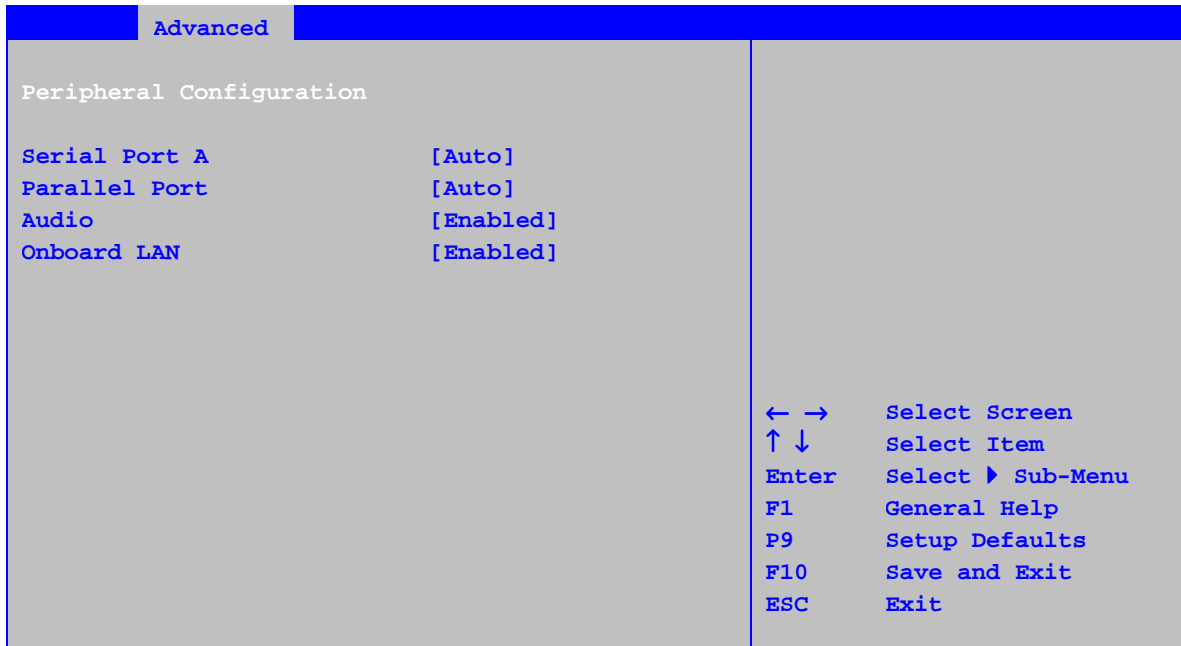 Advanced
Peripheral Configuration
Serial Port A [Auto]
Parallel Port [Auto]
Audio [Enabled]
Onboard LAN [Enabled]
← → Select Screen
↑ ↓ Select Item
Enter Select ▶ Sub-Menu
F1 General Help
P9 Setup Defaults
F10 Save and Exit
ESC Exit